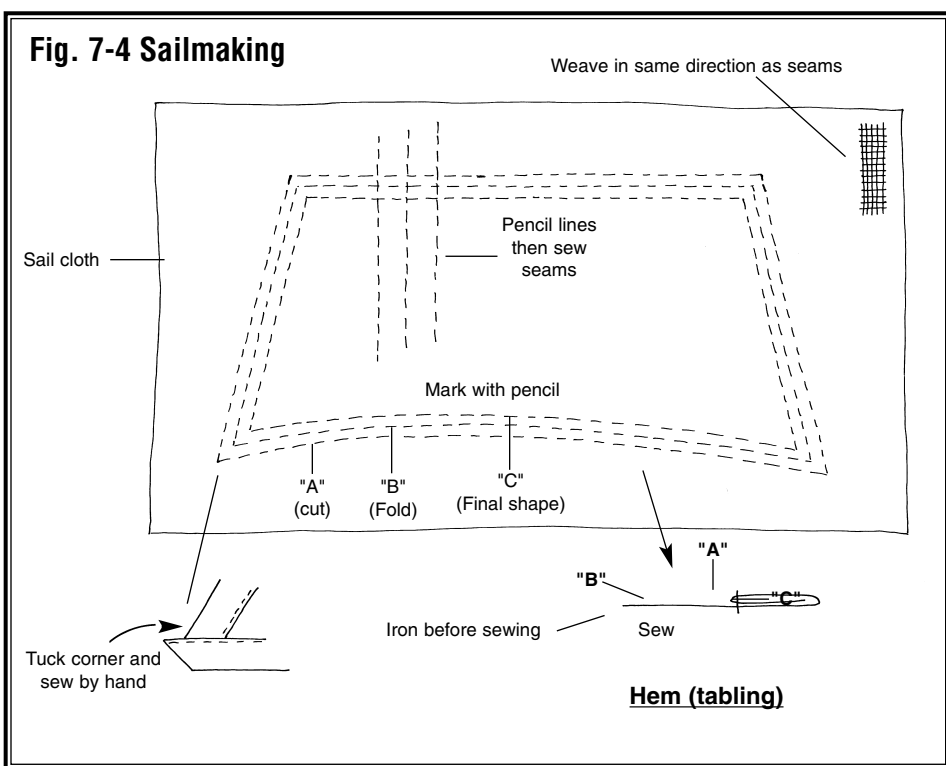 Fig. 7-4 Sailmaking
Weave in same direction as seams
Pencil lines
then sew
seams
Sail cloth
Mark with pencil
"A"
(cut)
"B"
(Fold)
"C"
(Final shape)
"A"
"B"
"C"
Iron before sewing
Sew
Tuck corner and
sew by hand
Hem (tabling)